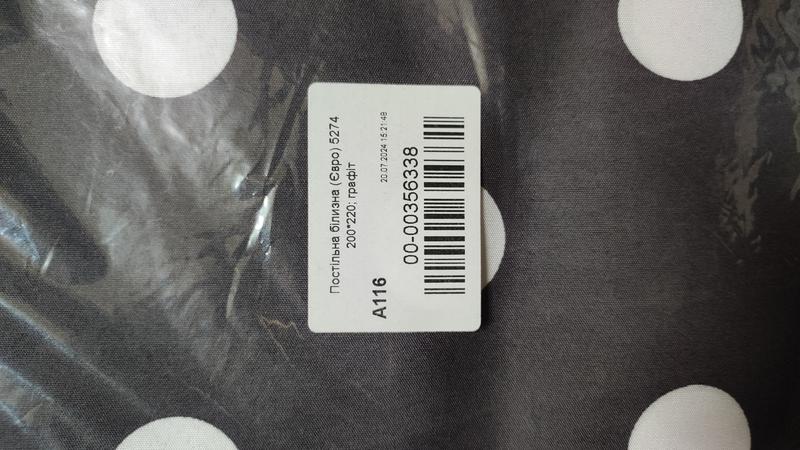 Постільна білизна (Євро) 5274
200*220; графіт
20.07.2024 15:21:48
A116
00-00356338